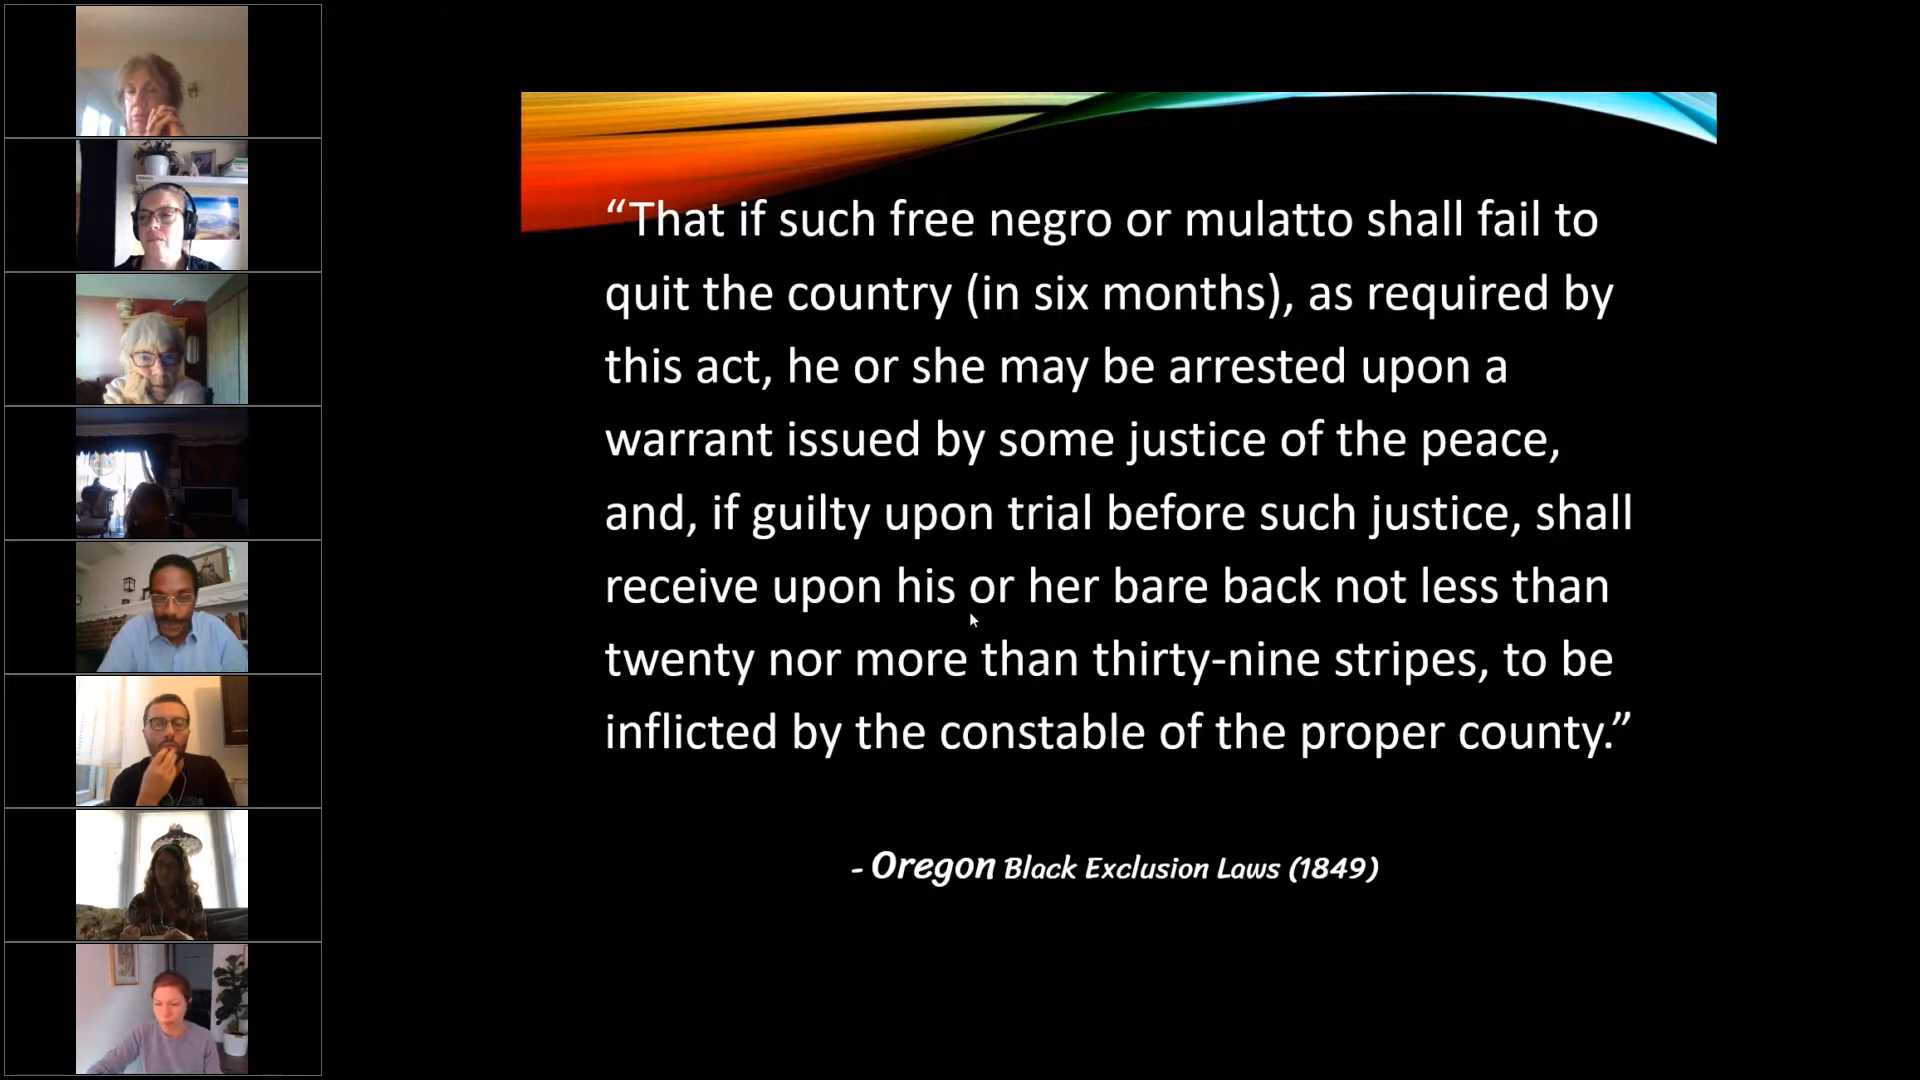 “That if such free negro or mulatto shall fail to
quit the country (in six months), as required by
this act, he or she may be arrested upon a
warrant issued by some justice of the peace,
and, if guilty upon trial before such justice, shall
receive upon his or her bare back not less than
twenty nor more than thirty-nine stripes, to be
inflicted by the constable of the proper county.”
- Oregon Black Exclusion Laws (1849)